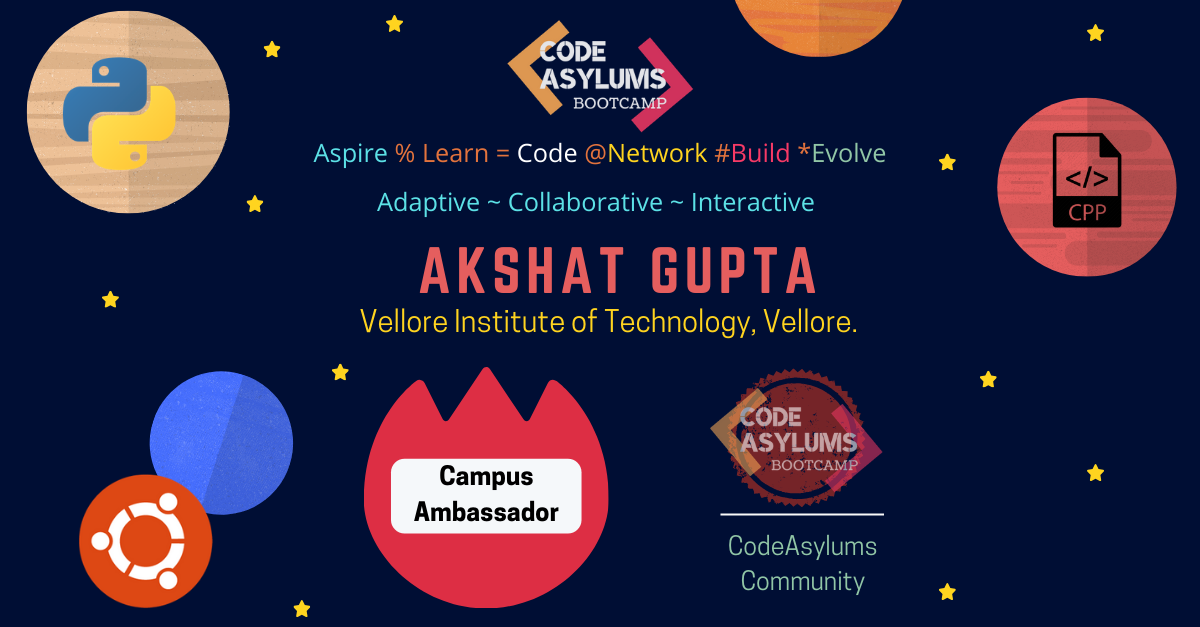 CODE
ASYLUMS
BOOTCAMP
Aspire % Learn = Code @Network #Build *Evolve
Adaptive ~ Collaborative ~ Interactive
AKSHAT GUPTA
Vellore Institute of Technology, Vellore.
</>
CPP
Campus
Ambassador
CODE
ASYLUMS
BOOTCAMP
CodeAsylums
Community